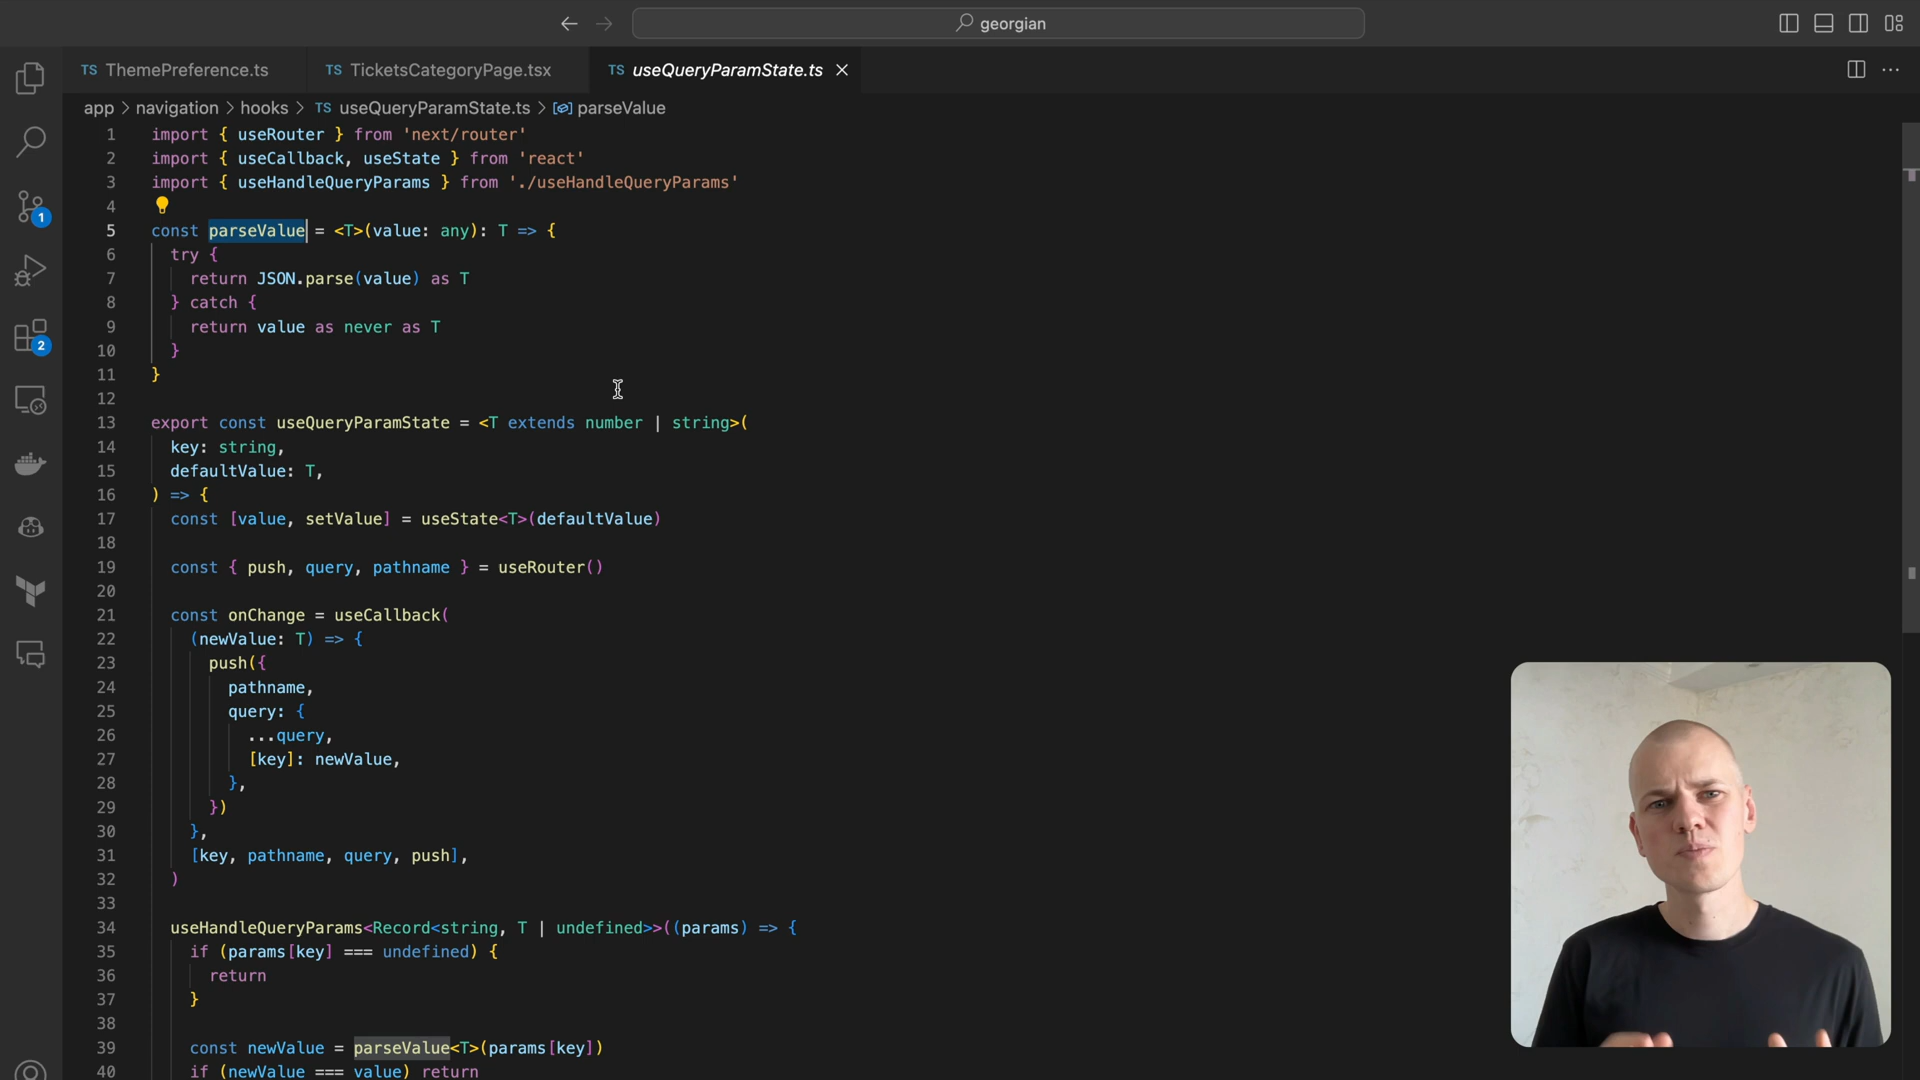 georgian
TS ThemePreference.ts
TS TicketsCategoryPage.tsx
TS useQueryParamState.ts
app > navigation > hooks > TS useQueryParamState.ts > parseValue
1 import { useRouter } from 'next/router'
2 import { useCallback, useState } from 'react'
3 import { useHandleQueryParams } from './useHandleQueryParams'
4
5 const parseValue = <T>(value: any): T => {
6 try {
7 return JSON.parse(value) as T
8 } catch {
9 return value as never as T
10 }
11 }
12
13 export const useQueryParamState = <T extends number | string>(
14 key: string,
15 defaultValue: T,
16 ) => {
17 const [value, setValue] = useState<T>(defaultValue)
18
19 const { push, query, pathname } = useRouter()
20
21 const onChange = useCallback(
22 (newValue: T) => {
23 push({
24 pathname,
25 query: {
26 ...query,
27 [key]: newValue,
28 },
29 })
30 },
31 [key, pathname, query, push],
32 )
33
34 useHandleQueryParams<Record<string, T | undefined>>((params) => {
35 if (params[key] === undefined) {
36 return
37 }
38
39 const newValue = parseValue<T>(params[key])
40 if (newValue === value) return
1
2